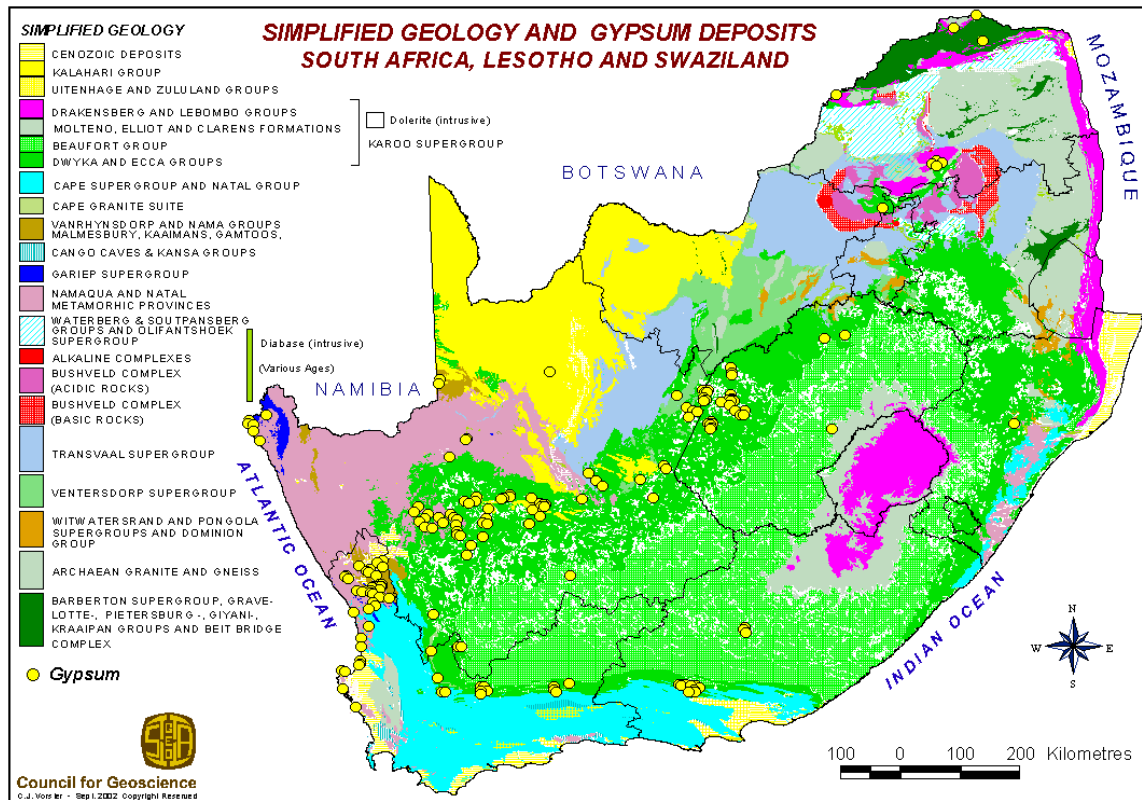 SIMPLIFIED GEOLOGY AND GYPSUM DEPOSITS
SOUTH AFRICA, LESOTHO AND SWAZILAND
SIMPLIFIED GEOLOGY
CENOZOIC DEPOSITS
KALAHARI GROUP
UITENHAGE AND ZULULAND GROUPS
DRAKENSBERG AND LEBOMBO GROUPS
MOLTENO, ELLIOT AND CLARENS FORMATIONS
BEAUFORT GROUP
DWYKA AND ECCA GROUPS
Dolerite (intrusive)
KAROO SUPERGROUP
CAPE SUPERGROUP AND NATAL GROUP
CAPE GRANITE SUITE
VANRHYNSDORP AND NAMA GROUPS
MALMESBURY, KAAIMANS, GAMTOOS,
CANGO CAVES & KANSA GROUPS
GARIEP SUPERGROUP
NAMAQUA AND NATAL
METAMORHIC PROVINCES
WATERBERG & SOUTPANSBERG
GROUPS AND OLIFANTSHOEK
SUPERGROUP
ALKALINE COMPLEXES
BUSHVELD COMPLEX
(ACIDIC ROCKS)
BUSHVELD COMPLEX
(BASIC ROCKS)
TRANSVAAL SUPERGROUP
VENTERSDORP SUPERGROUP
WITWATERSRAND AND PONGOLA
SUPERGROUPS AND DOMINION
GROUP
ARCHAEAN GRANITE AND GNEISS
BARBERTON SUPERGROUP, GRAVE-
LOTTE-, PIETERSBURG -, GIYANI-,
KRAAIPAN GROUPS AND BEIT BRIDGE
COMPLEX
Gypsum
Diabase (intrusive)
(Various Ages)
NAMIBIA
BOTSWANA
MOZAMBIQUE
ATLANTIC OCEAN
INDIAN OCEAN
N
W E
S
100 0 100 200 Kilometres
Council for Geoscience
C.J. Vorster - Sept.2002 Copyright Reserved